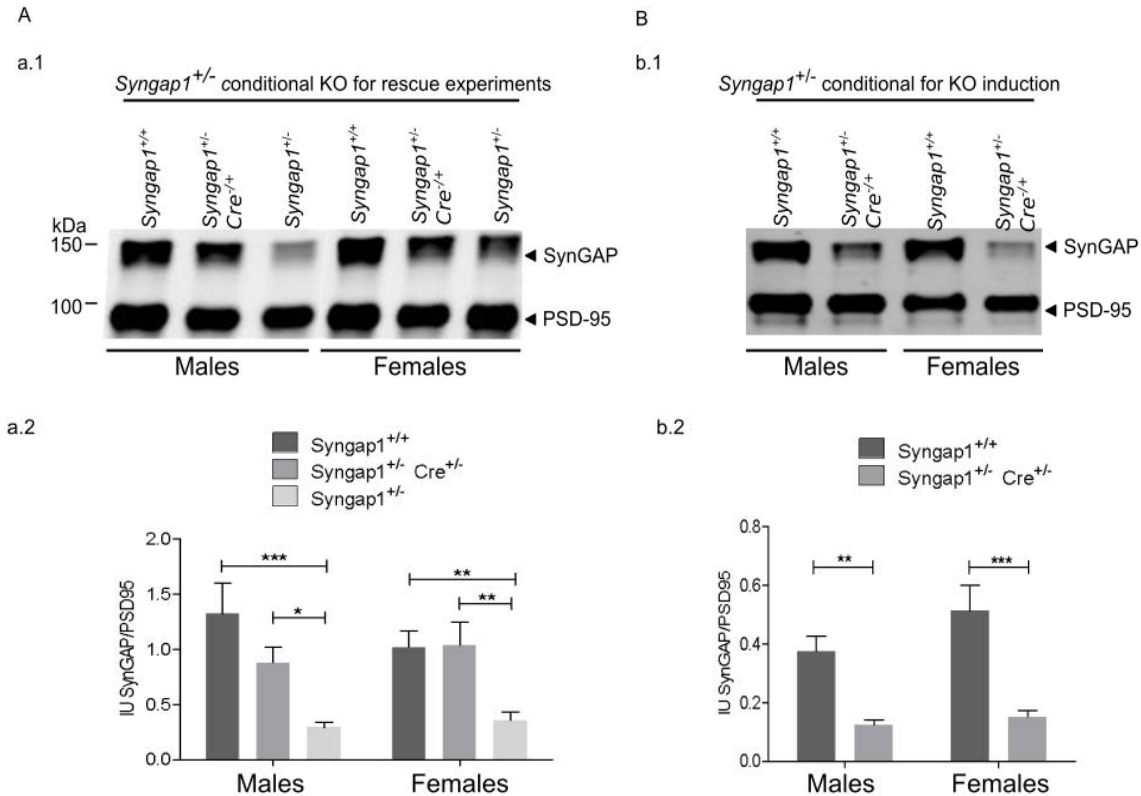 A
B
a.1
b.1
Syngap1+/- conditional KO for rescue experiments
Syngap1+/- conditional for KO induction
Syngap1+/+
Syngap1+/-
Cre-/+
Syngap1+/-
Syngap1+/+
Syngap1+/-
Cre-/+
Syngap1+/-
Syngap1+/+
Syngap1+/-
Cre-/+
Syngap1+/+
Syngap1+/-
Cre-/+
kDa
150
100
SynGAP
PSD-95
SynGAP
PSD-95
Males
Females
Males
Females
a.2
Syngap1+/+
Syngap1+/- Cre+/-
Syngap1+/-
IU SynGAP/PSD95
2.0
1.5
1.0
0.5
0.0
***
*
**
**
Males
Females
b.2
Syngap1+/+
Syngap1+/- Cre+/-
IU SynGAP/PSD95
0.8
0.6
0.4
0.2
0.0
**
***
Males
Females